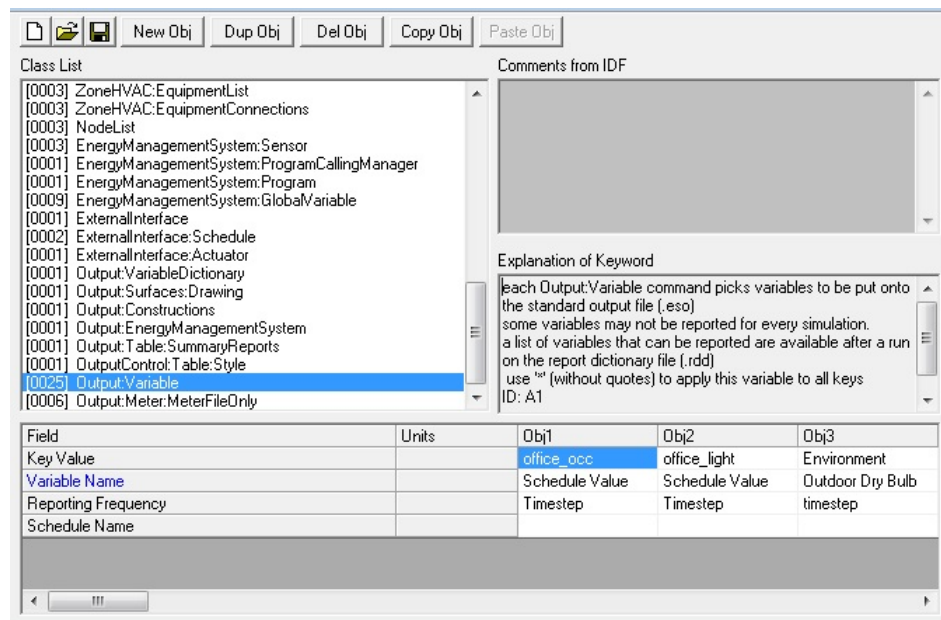 New Obj Dup Obj Del Obj Copy Obj Paste Obj
Class List
[0003] ZoneHVAC:EquipmentList
[0003] ZoneHVAC:EquipmentConnections
[0003] NodeList
[0003] EnergyManagementSystem:Sensor
[0001] EnergyManagementSystem:ProgramCallingManager
[0001] EnergyManagementSystem:Program
[0009] EnergyManagementSystem:GlobalVariable
[0001] ExternalInterface
[0002] ExternalInterface:Schedule
[0001] ExternalInterface:Actuator
[0001] Output:VariableDictionary
[0001] Output:Surfaces:Drawing
[0001] Output:Constructions
[0001] Output:EnergyManagementSystem
[0001] Output:Table:SummaryReports
[0001] OutputControl:Table:Style
[0025] Output:Variable
[0006] Output:Meter:MeterFileOnly
Comments from IDF
Explanation of Keyword
each Output:Variable command picks variables to be put onto
the standard output file (.eso)
some variables may not be reported for every simulation.
a list of variables that can be reported are available after a run
on the report dictionary file (.rdd)
use '*' (without quotes) to apply this variable to all keys
ID: A1
Field Units Obj1 Obj2 Obj3
Key Value office_occ office_light Environment
Variable Name Schedule Value Schedule Value Outdoor Dry Bulb
Reporting Frequency Timestep Timestep timestep
Schedule Name